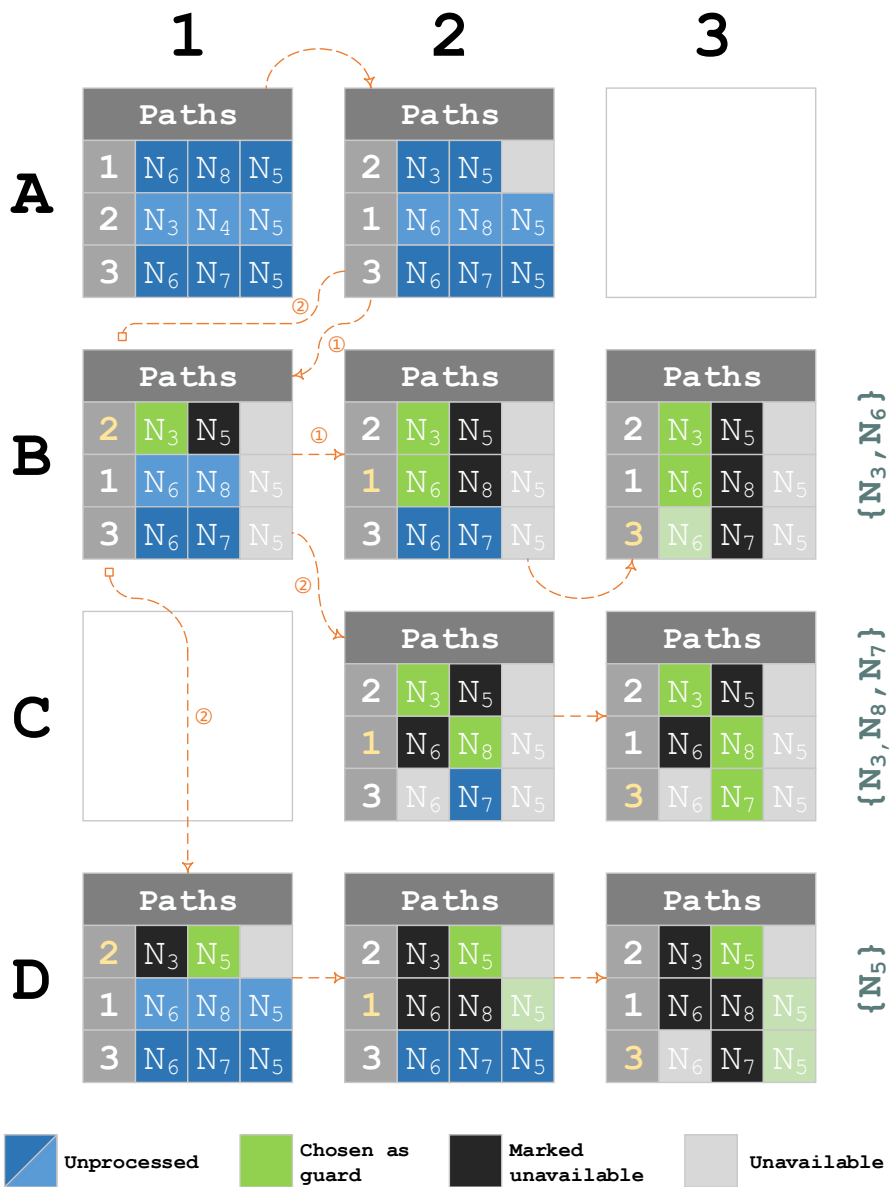 1 2 3
A
Paths
1 N₆ N₈ N₅
2 N₃ N₄ N₅
3 N₆ N₇ N₅
Paths
2 N₃ N₅
1 N₆ N₈ N₅
3 N₆ N₇ N₅
②
①
B
Paths
2 N₃ N₅
1 N₆ N₈ N₅
3 N₆ N₇ N₅
①
②
Paths
2 N₃ N₅
1 N₆ N₈ N₅
3 N₆ N₇ N₅
Paths
2 N₃ N₅
1 N₆ N₈ N₅
3 N₆ N₇ N₅
{N₃, N₆}
C
②
Paths
2 N₃ N₅
1 N₆ N₈ N₅
3 N₆ N₇ N₅
Paths
2 N₃ N₅
1 N₆ N₈ N₅
3 N₆ N₇ N₅
{N₃, N₈, N₇}
D
Paths
2 N₃ N₅
1 N₆ N₈ N₅
3 N₆ N₇ N₅
Paths
2 N₃ N₅
1 N₆ N₈ N₅
3 N₆ N₇ N₅
Paths
2 N₃ N₅
1 N₆ N₈ N₅
3 N₆ N₇ N₅
{N₅}
Unprocessed
Chosen as
guard
Marked
unavailable
Unavailable